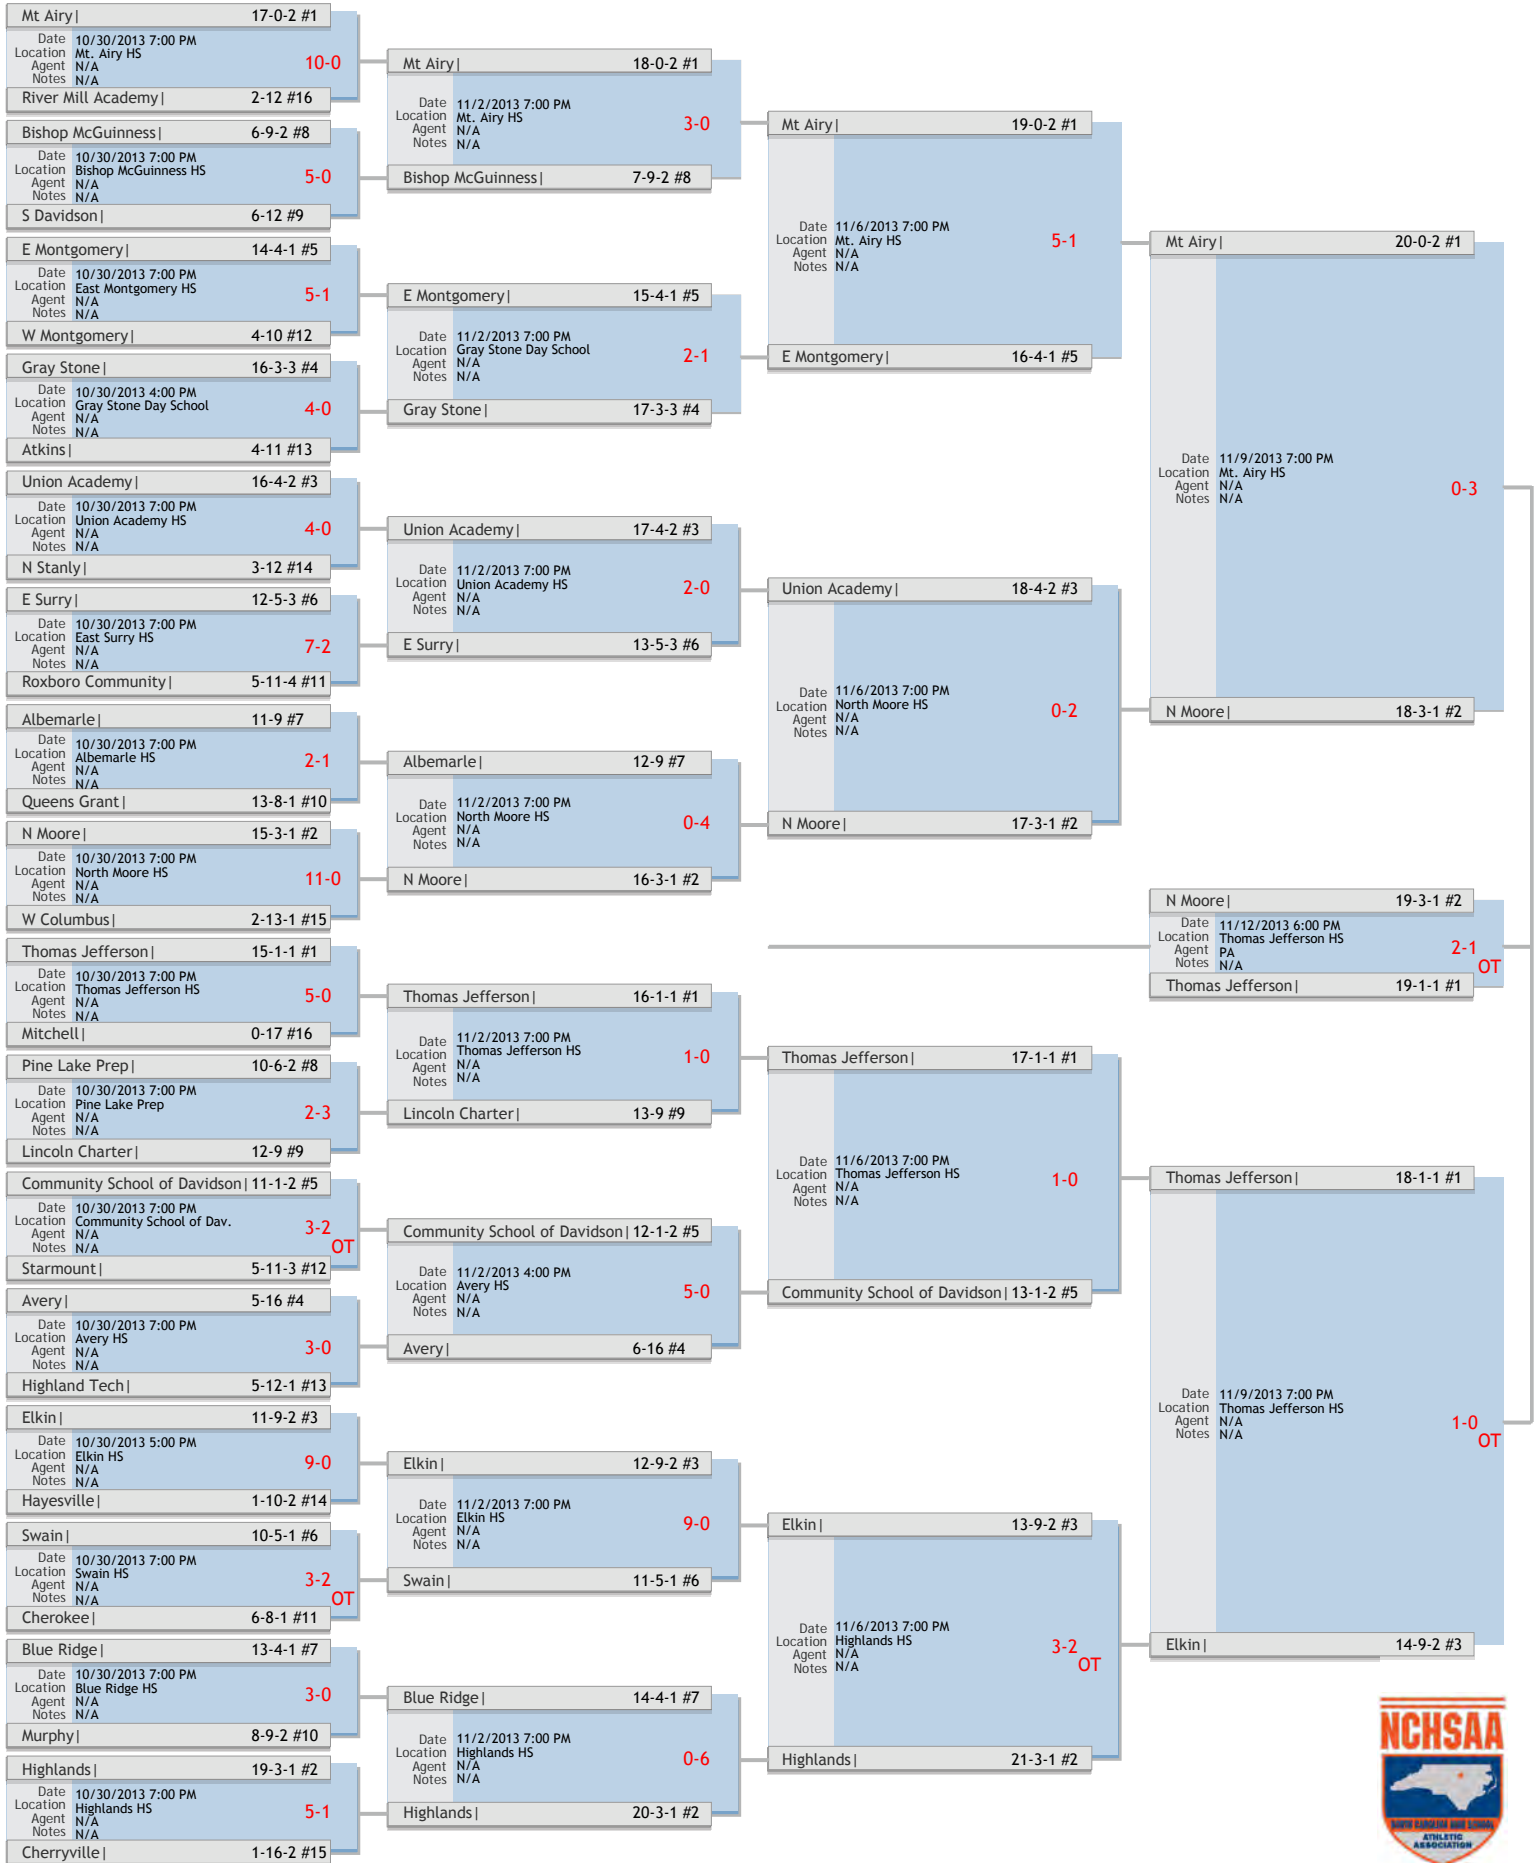 Mt Airy| 17-0-2 #1
Date 10/30/2013 7:00 PM
Location Mt. Airy HS
Agent N/A
Notes N/A
10-0
River Mill Academy| 2-12 #16
Bishop McGuinness| 6-9-2 #8
Date 10/30/2013 7:00 PM
Location Bishop McGuinness HS
Agent N/A
Notes N/A
5-0
S Davidson| 6-12 #9
E Montgomery| 14-4-1 #5
Date 10/30/2013 7:00 PM
Location East Montgomery HS
Agent N/A
Notes N/A
5-1
W Montgomery| 4-10 #12
Gray Stone| 16-3-3 #4
Date 10/30/2013 4:00 PM
Location Gray Stone Day School
Agent N/A
Notes N/A
4-0
Atkins| 4-11 #13
Union Academy| 16-4-2 #3
Date 10/30/2013 7:00 PM
Location Union Academy HS
Agent N/A
Notes N/A
4-0
N Stanly| 3-12 #14
E Surry| 12-5-3 #6
Date 10/30/2013 7:00 PM
Location East Surry HS
Agent N/A
Notes N/A
7-2
Roxboro Community| 5-11-4 #11
Albemarle| 11-9 #7
Date 10/30/2013 7:00 PM
Location Albemarle HS
Agent N/A
Notes N/A
2-1
Queens Grant| 13-8-1 #10
N Moore| 15-3-1 #2
Date 10/30/2013 7:00 PM
Location North Moore HS
Agent N/A
Notes N/A
11-0
W Columbus| 2-13-1 #15
Thomas Jefferson| 15-1-1 #1
Date 10/30/2013 7:00 PM
Location Thomas Jefferson HS
Agent N/A
Notes N/A
5-0
Mitchell| 0-17 #16
Pine Lake Prep| 10-6-2 #8
Date 10/30/2013 7:00 PM
Location Pine Lake Prep
Agent N/A
Notes N/A
2-3
Lincoln Charter| 12-9 #9
Community School of Davidson| 11-1-2 #5
Date 10/30/2013 7:00 PM
Location Community School of Dav.
Agent N/A
Notes N/A
3-2
OT
Starmount| 5-11-3 #12
Avery| 5-16 #4
Date 10/30/2013 7:00 PM
Location Avery HS
Agent N/A
Notes N/A
3-0
Highland Tech| 5-12-1 #13
Elkin| 11-9-2 #3
Date 10/30/2013 5:00 PM
Location Elkin HS
Agent N/A
Notes N/A
9-0
Hayesville| 1-10-2 #14
Swain| 10-5-1 #6
Date 10/30/2013 7:00 PM
Location Swain HS
Agent N/A
Notes N/A
3-2
OT
Cherokee| 6-8-1 #11
Blue Ridge| 13-4-1 #7
Date 10/30/2013 7:00 PM
Location Blue Ridge HS
Agent N/A
Notes N/A
3-0
Murphy| 8-9-2 #10
Highlands| 19-3-1 #2
Date 10/30/2013 7:00 PM
Location Highlands HS
Agent N/A
Notes N/A
5-1
Cherryville| 1-16-2 #15
Mt Airy| 18-0-2 #1
Date 11/2/2013 7:00 PM
Location Mt. Airy HS
Agent N/A
Notes N/A
3-0
Bishop McGuinness| 7-9-2 #8
E Montgomery| 15-4-1 #5
Date 11/2/2013 7:00 PM
Location Gray Stone Day School
Agent N/A
Notes N/A
2-1
Gray Stone| 17-3-3 #4
Union Academy| 17-4-2 #3
Date 11/2/2013 7:00 PM
Location Union Academy HS
Agent N/A
Notes N/A
2-0
E Surry| 13-5-3 #6
Albemarle| 12-9 #7
Date 11/2/2013 7:00 PM
Location North Moore HS
Agent N/A
Notes N/A
0-4
N Moore| 16-3-1 #2
Thomas Jefferson| 16-1-1 #1
Date 11/2/2013 7:00 PM
Location Thomas Jefferson HS
Agent N/A
Notes N/A
1-0
Lincoln Charter| 13-9 #9
Community School of Davidson| 12-1-2 #5
Date 11/2/2013 4:00 PM
Location Avery HS
Agent N/A
Notes N/A
5-0
Avery| 6-16 #4
Elkin| 12-9-2 #3
Date 11/2/2013 7:00 PM
Location Elkin HS
Agent N/A
Notes N/A
9-0
Swain| 11-5-1 #6
Blue Ridge| 14-4-1 #7
Date 11/2/2013 7:00 PM
Location Highlands HS
Agent N/A
Notes N/A
0-6
Highlands| 20-3-1 #2
Mt Airy| 19-0-2 #1
Date 11/6/2013 7:00 PM
Location Mt. Airy HS
Agent N/A
Notes N/A
5-1
E Montgomery| 16-4-1 #5
Union Academy| 18-4-2 #3
Date 11/6/2013 7:00 PM
Location North Moore HS
Agent N/A
Notes N/A
0-2
N Moore| 17-3-1 #2
Thomas Jefferson| 17-1-1 #1
Date 11/6/2013 7:00 PM
Location Thomas Jefferson HS
Agent N/A
Notes N/A
1-0
Community School of Davidson| 13-1-2 #5
Elkin| 13-9-2 #3
Date 11/6/2013 7:00 PM
Location Highlands HS
Agent N/A
Notes N/A
3-2
OT
Highlands| 21-3-1 #2
Mt Airy| 20-0-2 #1
Date 11/9/2013 7:00 PM
Location Mt. Airy HS
Agent N/A
Notes N/A
0-3
N Moore| 18-3-1 #2
N Moore| 19-3-1 #2
Date 11/12/2013 6:00 PM
Location Thomas Jefferson HS
Agent PA
Notes N/A
2-1
OT
Thomas Jefferson| 19-1-1 #1
Thomas Jefferson| 18-1-1 #1
Date 11/9/2013 7:00 PM
Location Thomas Jefferson HS
Agent N/A
Notes N/A
1-0
OT
Elkin| 14-9-2 #3
NCHSAA
NORTH CAROLINA HIGH SCHOOL
ATHLETIC
ASSOCIATION